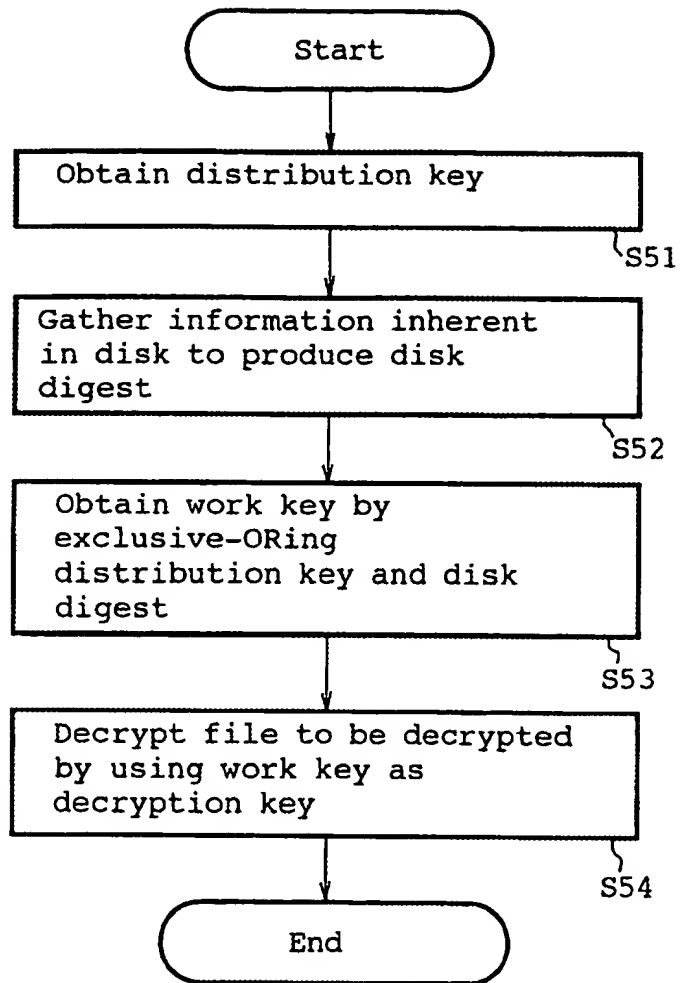 Start
Obtain distribution key
S51
Gather information inherent
in disk to produce disk
digest
S52
Obtain work key by
exclusive-ORing
distribution key and disk
digest
S53
Decrypt file to be decrypted
by using work key as
decryption key
S54
End